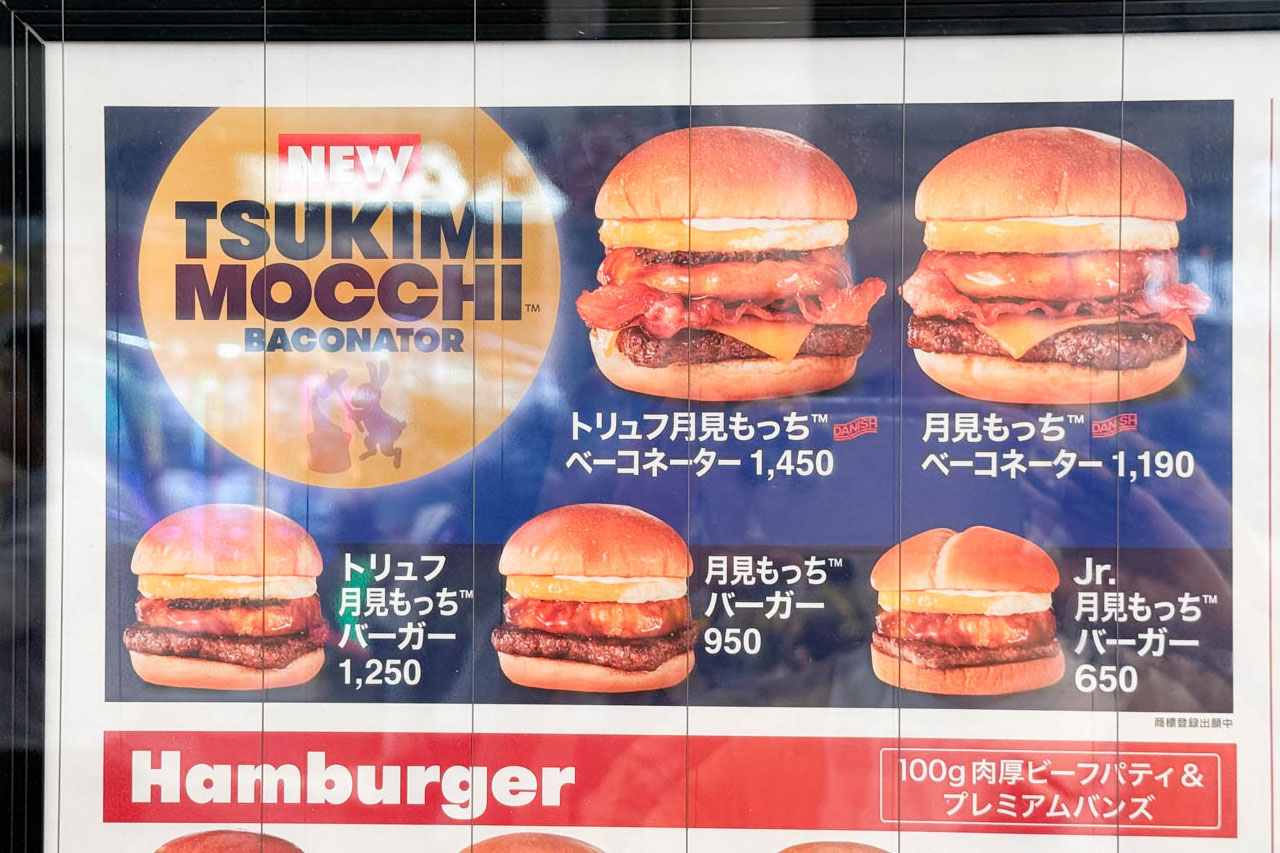 NEW
TSUKIMI
MOCCHI™
BACONATOR
トリュフ月見もっち™ DANISH
ベーコネーター 1,450
月見もっち™ DANISH
ベーコネーター 1,190
トリュフ
月見もっち™
バーガー
1,250
月見もっち™
バーガー
950
Jr.
月見もっち™
バーガー
650
商標登録出願中
Hamburger
100g肉厚ビーフパティ&
プレミアムバンズ